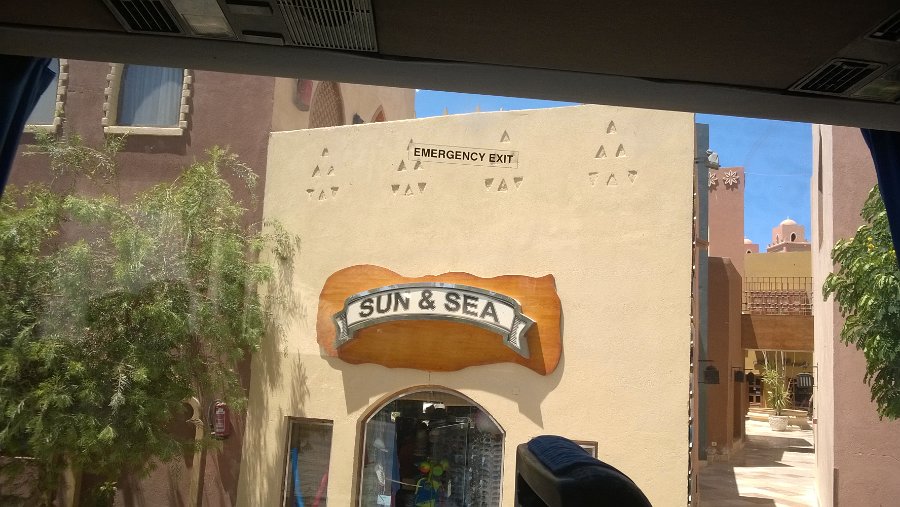 EMERGENCY EXIT
SUN & SEA